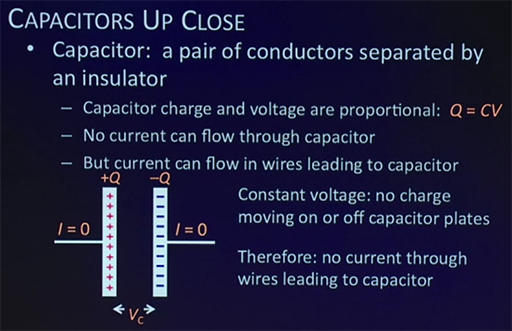 CAPACITORS UP CLOSE
• Capacitor: a pair of conductors separated by
an insulator
– Capacitor charge and voltage are proportional: Q = CV
– No current can flow through capacitor
– But current can flow in wires leading to capacitor
+Q –Q
I = 0 I = 0
Constant voltage: no charge
moving on or off capacitor plates
Therefore: no current through
wires leading to capacitor
VC